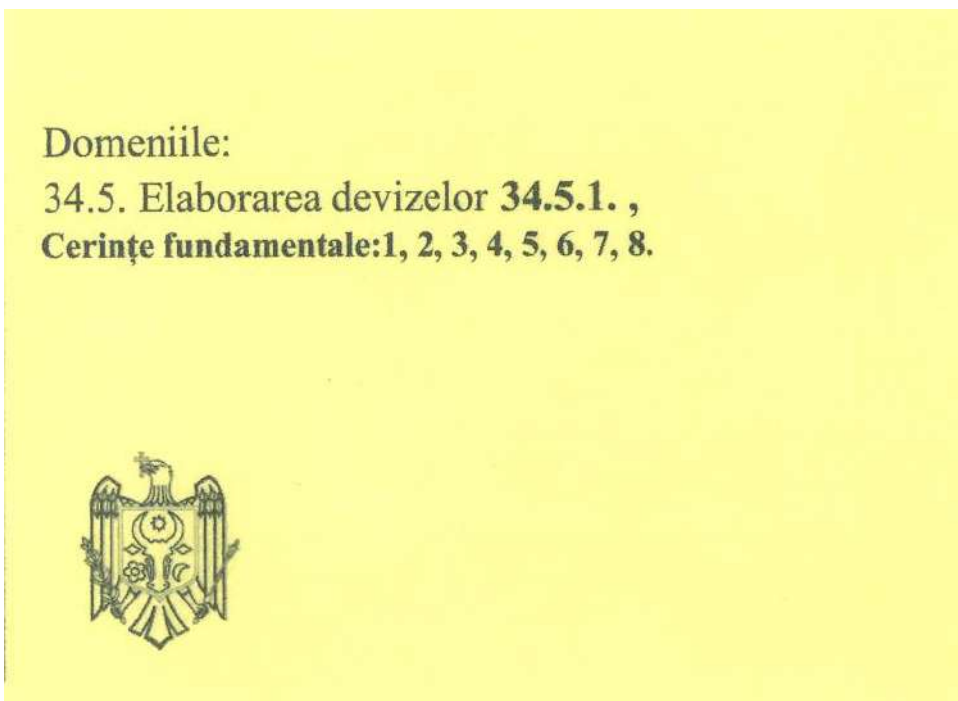 Domeniile:
34.5. Elaborarea devizelor 34.5.1. ,
Cerințe fundamentale:1, 2, 3, 4, 5, 6, 7, 8.